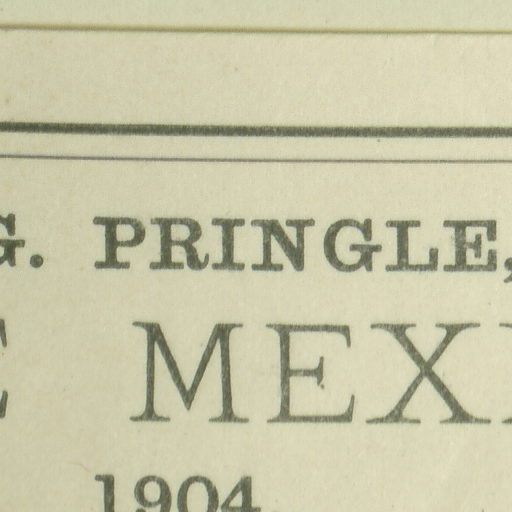 G. PRINGLE,
E MEXI
1904.